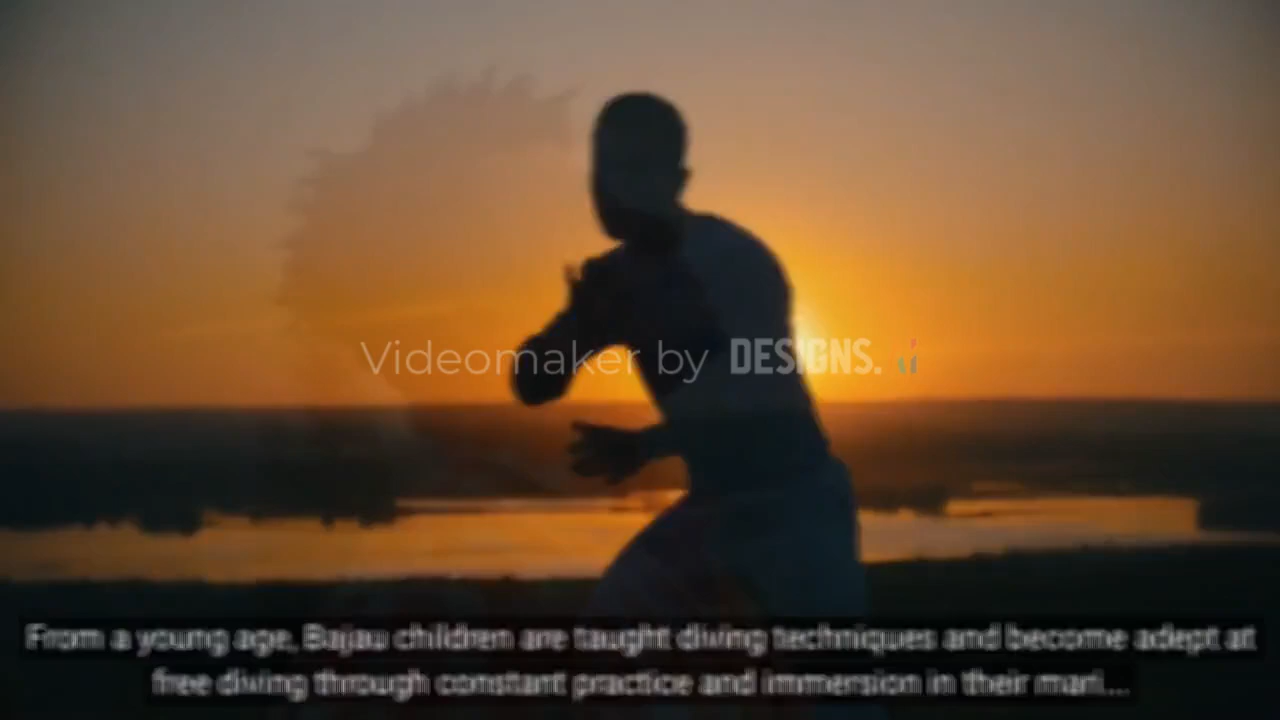 Videomaker by DESIGNS.ai
From a young age, Bajau children are taught diving techniques and become adept at
free diving through constant practice and immersion in their mari...